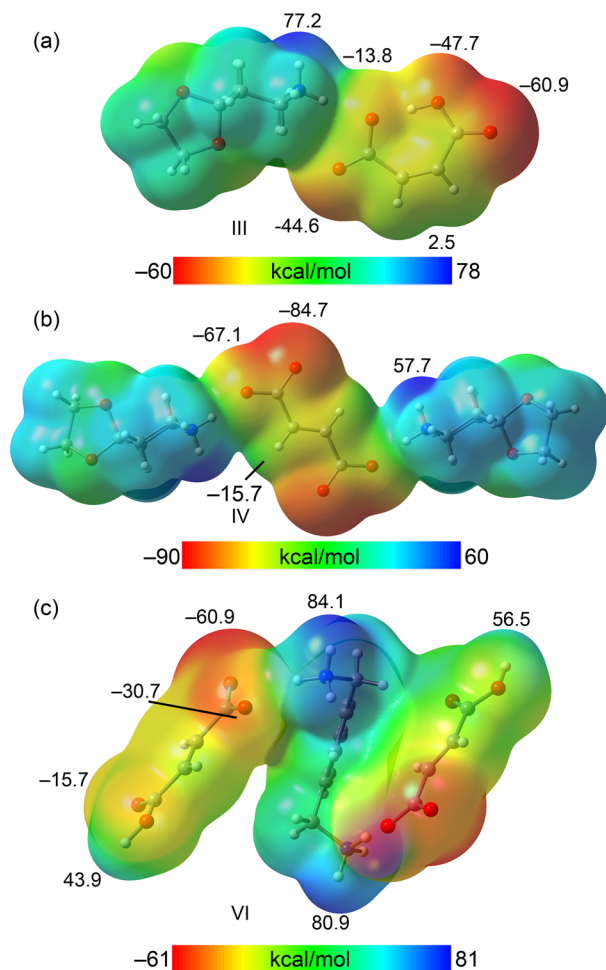 (a)
77.2
–13.8
–47.7
–60.9
III
-44.6
2.5
–60 kcal/mol 78
(b)
–84.7
–67.1
57.7
–15.7
IV
–90 kcal/mol 60
(c)
–60.9
84.1
56.5
–30.7
–15.7
43.9
VI
80.9
–61 kcal/mol 81